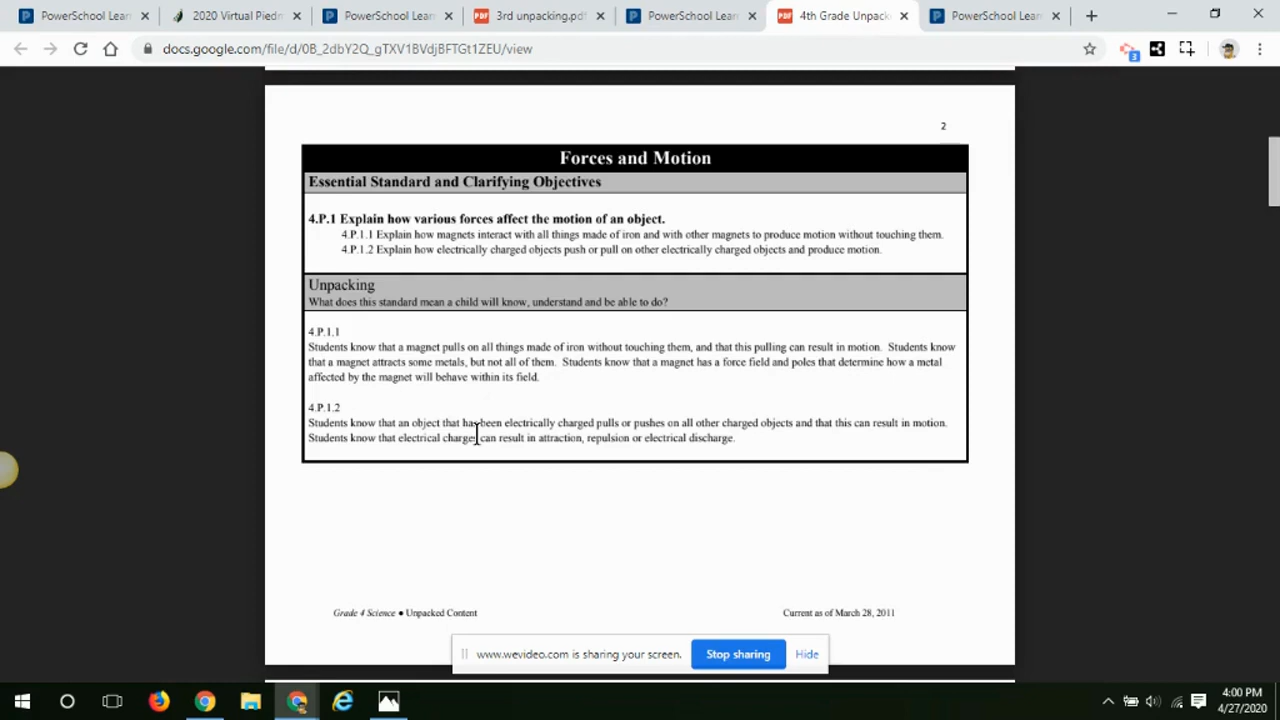 PowerSchool Lear
2020 Virtual Piedm
PowerSchool Lear
3rd unpacking.pdf
PowerSchool Lear
4th Grade Unpack
PowerSchool Lear
docs.google.com/file/d/0B_2dbY2Q_gTXV1BVdjBFTGt1ZEU/view
3
2
Forces and Motion
Essential Standard and Clarifying Objectives
4.P.1 Explain how various forces affect the motion of an object.
4.P.1.1 Explain how magnets interact with all things made of iron and with other magnets to produce motion without touching them.
4.P.1.2 Explain how electrically charged objects push or pull on other electrically charged objects and produce motion.
Unpacking
What does this standard mean a child will know, understand and be able to do?
4.P.1.1
Students know that a magnet pulls on all things made of iron without touching them, and that this pulling can result in motion. Students know
that a magnet attracts some metals, but not all of them. Students know that a magnet has a force field and poles that determine how a metal
affected by the magnet will behave within its field.
4.P.1.2
Students know that an object that has been electrically charged pulls or pushes on all other charged objects and that this can result in motion.
Students know that electrical charges can result in attraction, repulsion or electrical discharge.
Grade 4 Science ● Unpacked Content
Current as of March 28, 2011
www.wevideo.com is sharing your screen.
Stop sharing
Hide
4:00 PM
4/27/2020